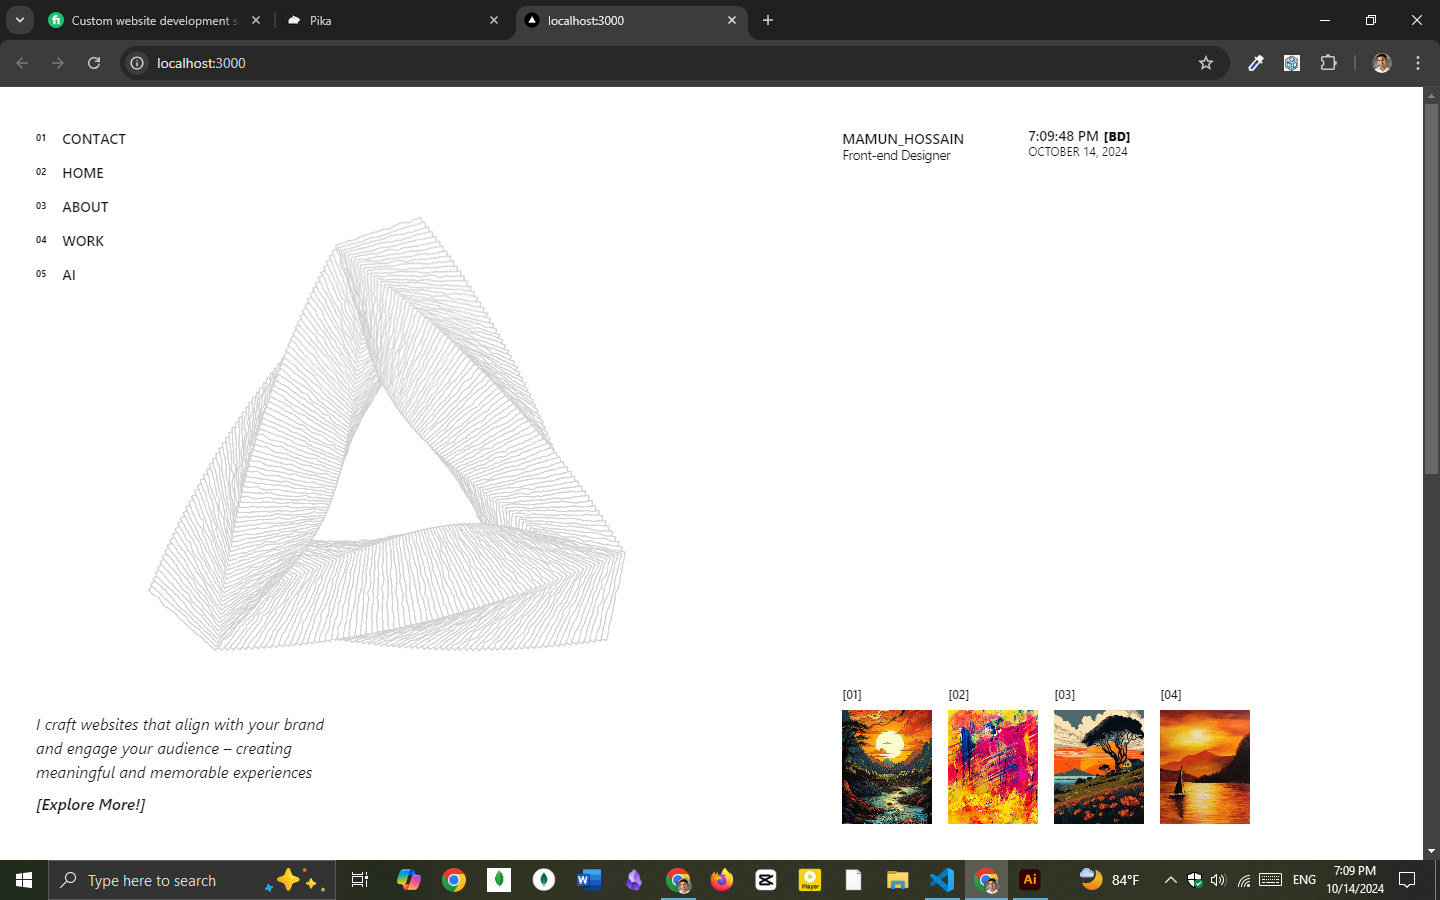 Custom website development s
Pika
localhost:3000
localhost:3000
01 CONTACT
02 HOME
03 ABOUT
04 WORK
05 AI
MAMUN_HOSSAIN
Front-end Designer
7:09:48 PM [BD]
OCTOBER 14, 2024
I craft websites that align with your brand
and engage your audience – creating
meaningful and memorable experiences
[Explore More!]
[01] [02] [03] [04]
Type here to search
Player
Ai
84°F
ENG
7:09 PM
10/14/2024